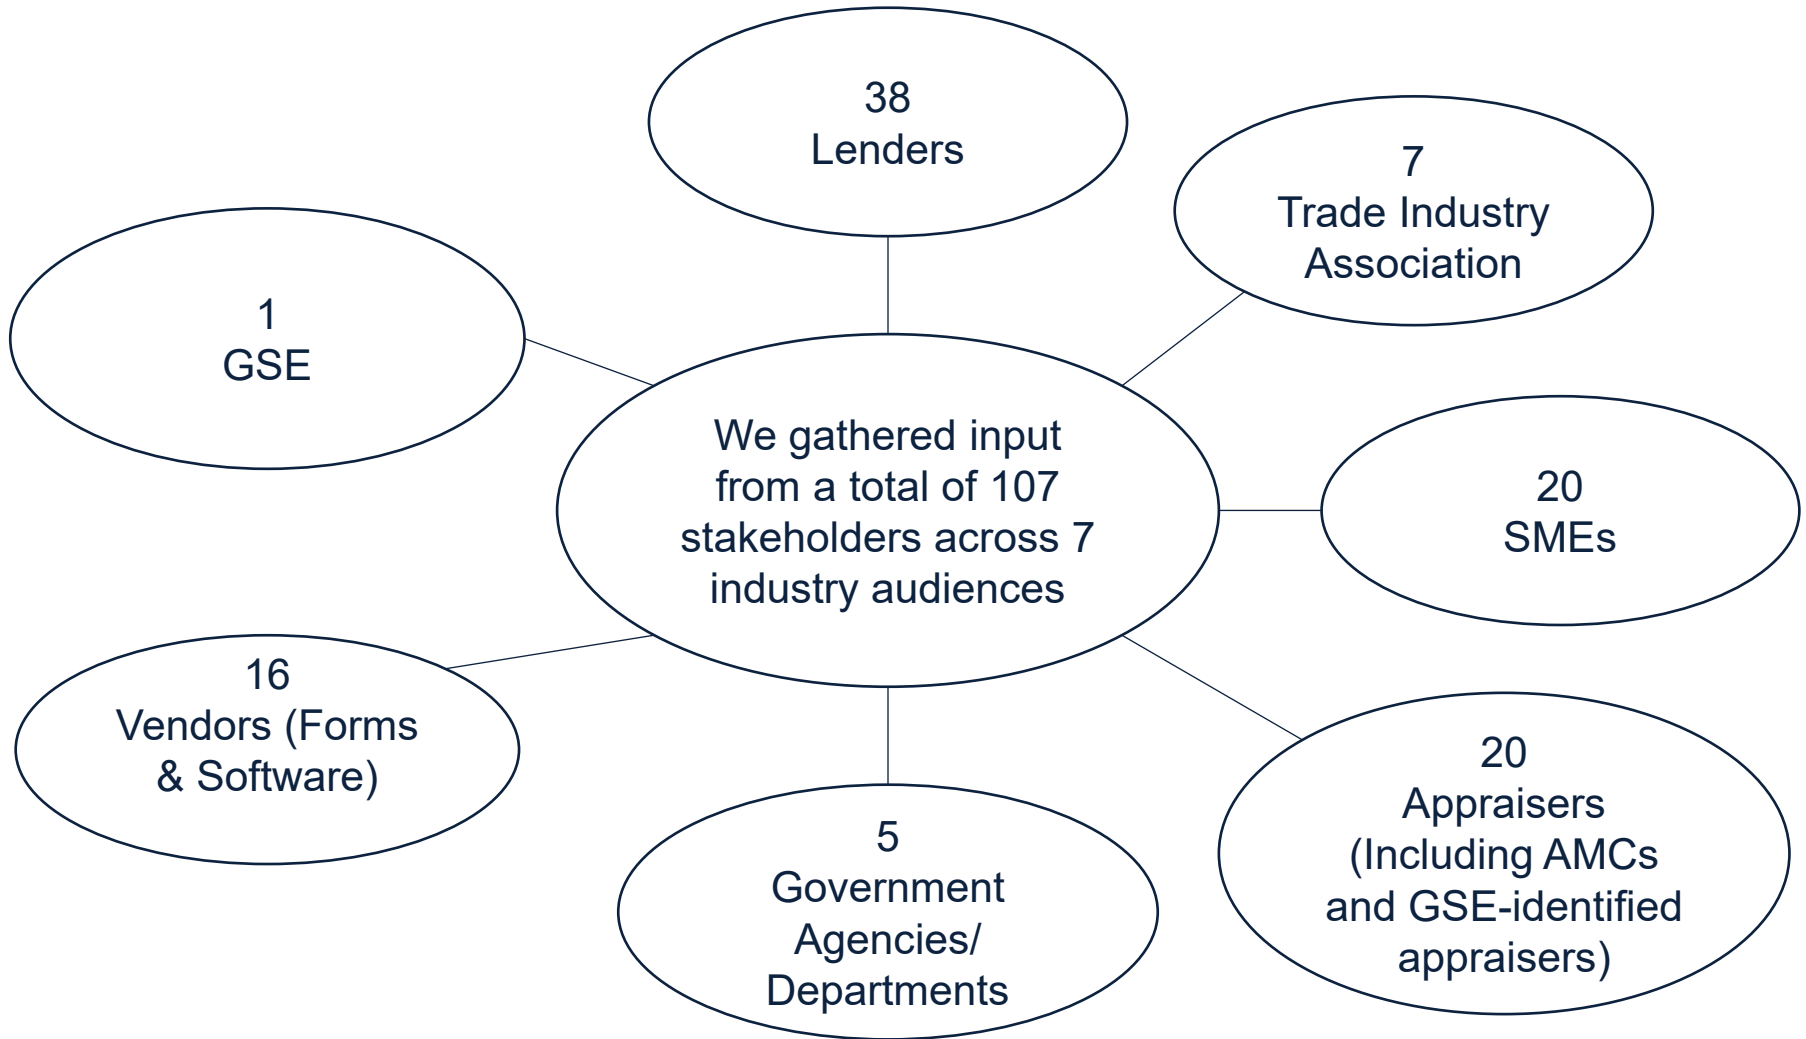 38
Lenders
7
Trade Industry
Association
1
GSE
We gathered input
from a total of 107
stakeholders across 7
industry audiences
20
SMEs
16
Vendors (Forms
& Software)
5
Government
Agencies/
Departments
20
Appraisers
(Including AMCs
and GSE-identified
appraisers)